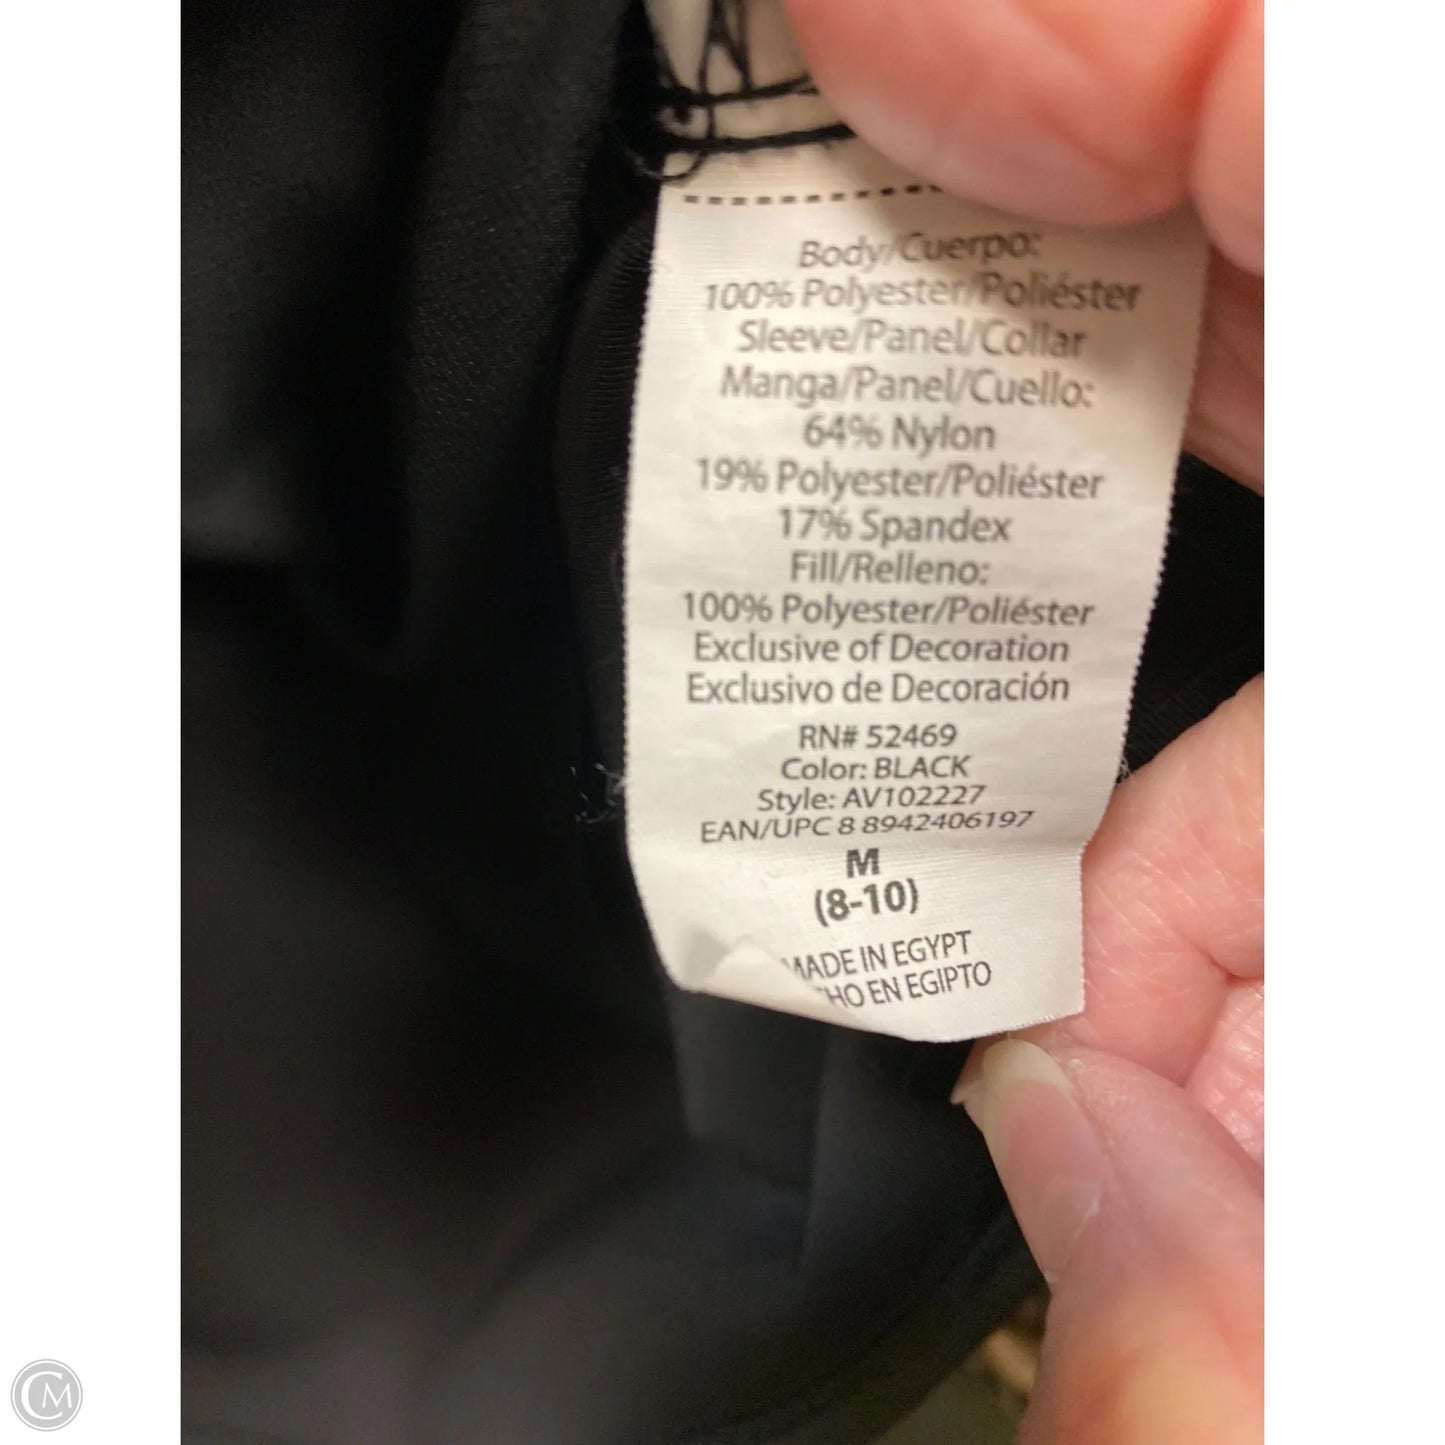 Body/Cuerpo:
100% Polyester/Poliéster
Sleeve/Panel/Collar
Manga/Panel/Cuello:
64% Nylon
19% Polyester/Poliéster
17% Spandex
Fill/Relleno:
100% Polyester/Poliéster
Exclusive of Decoration
Exclusivo de Decoración
RN# 52469
Color: BLACK
Style: AV102227
EAN/UPC 8 8942406197
M
(8-10)
MADE IN EGYPT
HO EN EGIPTO
CM